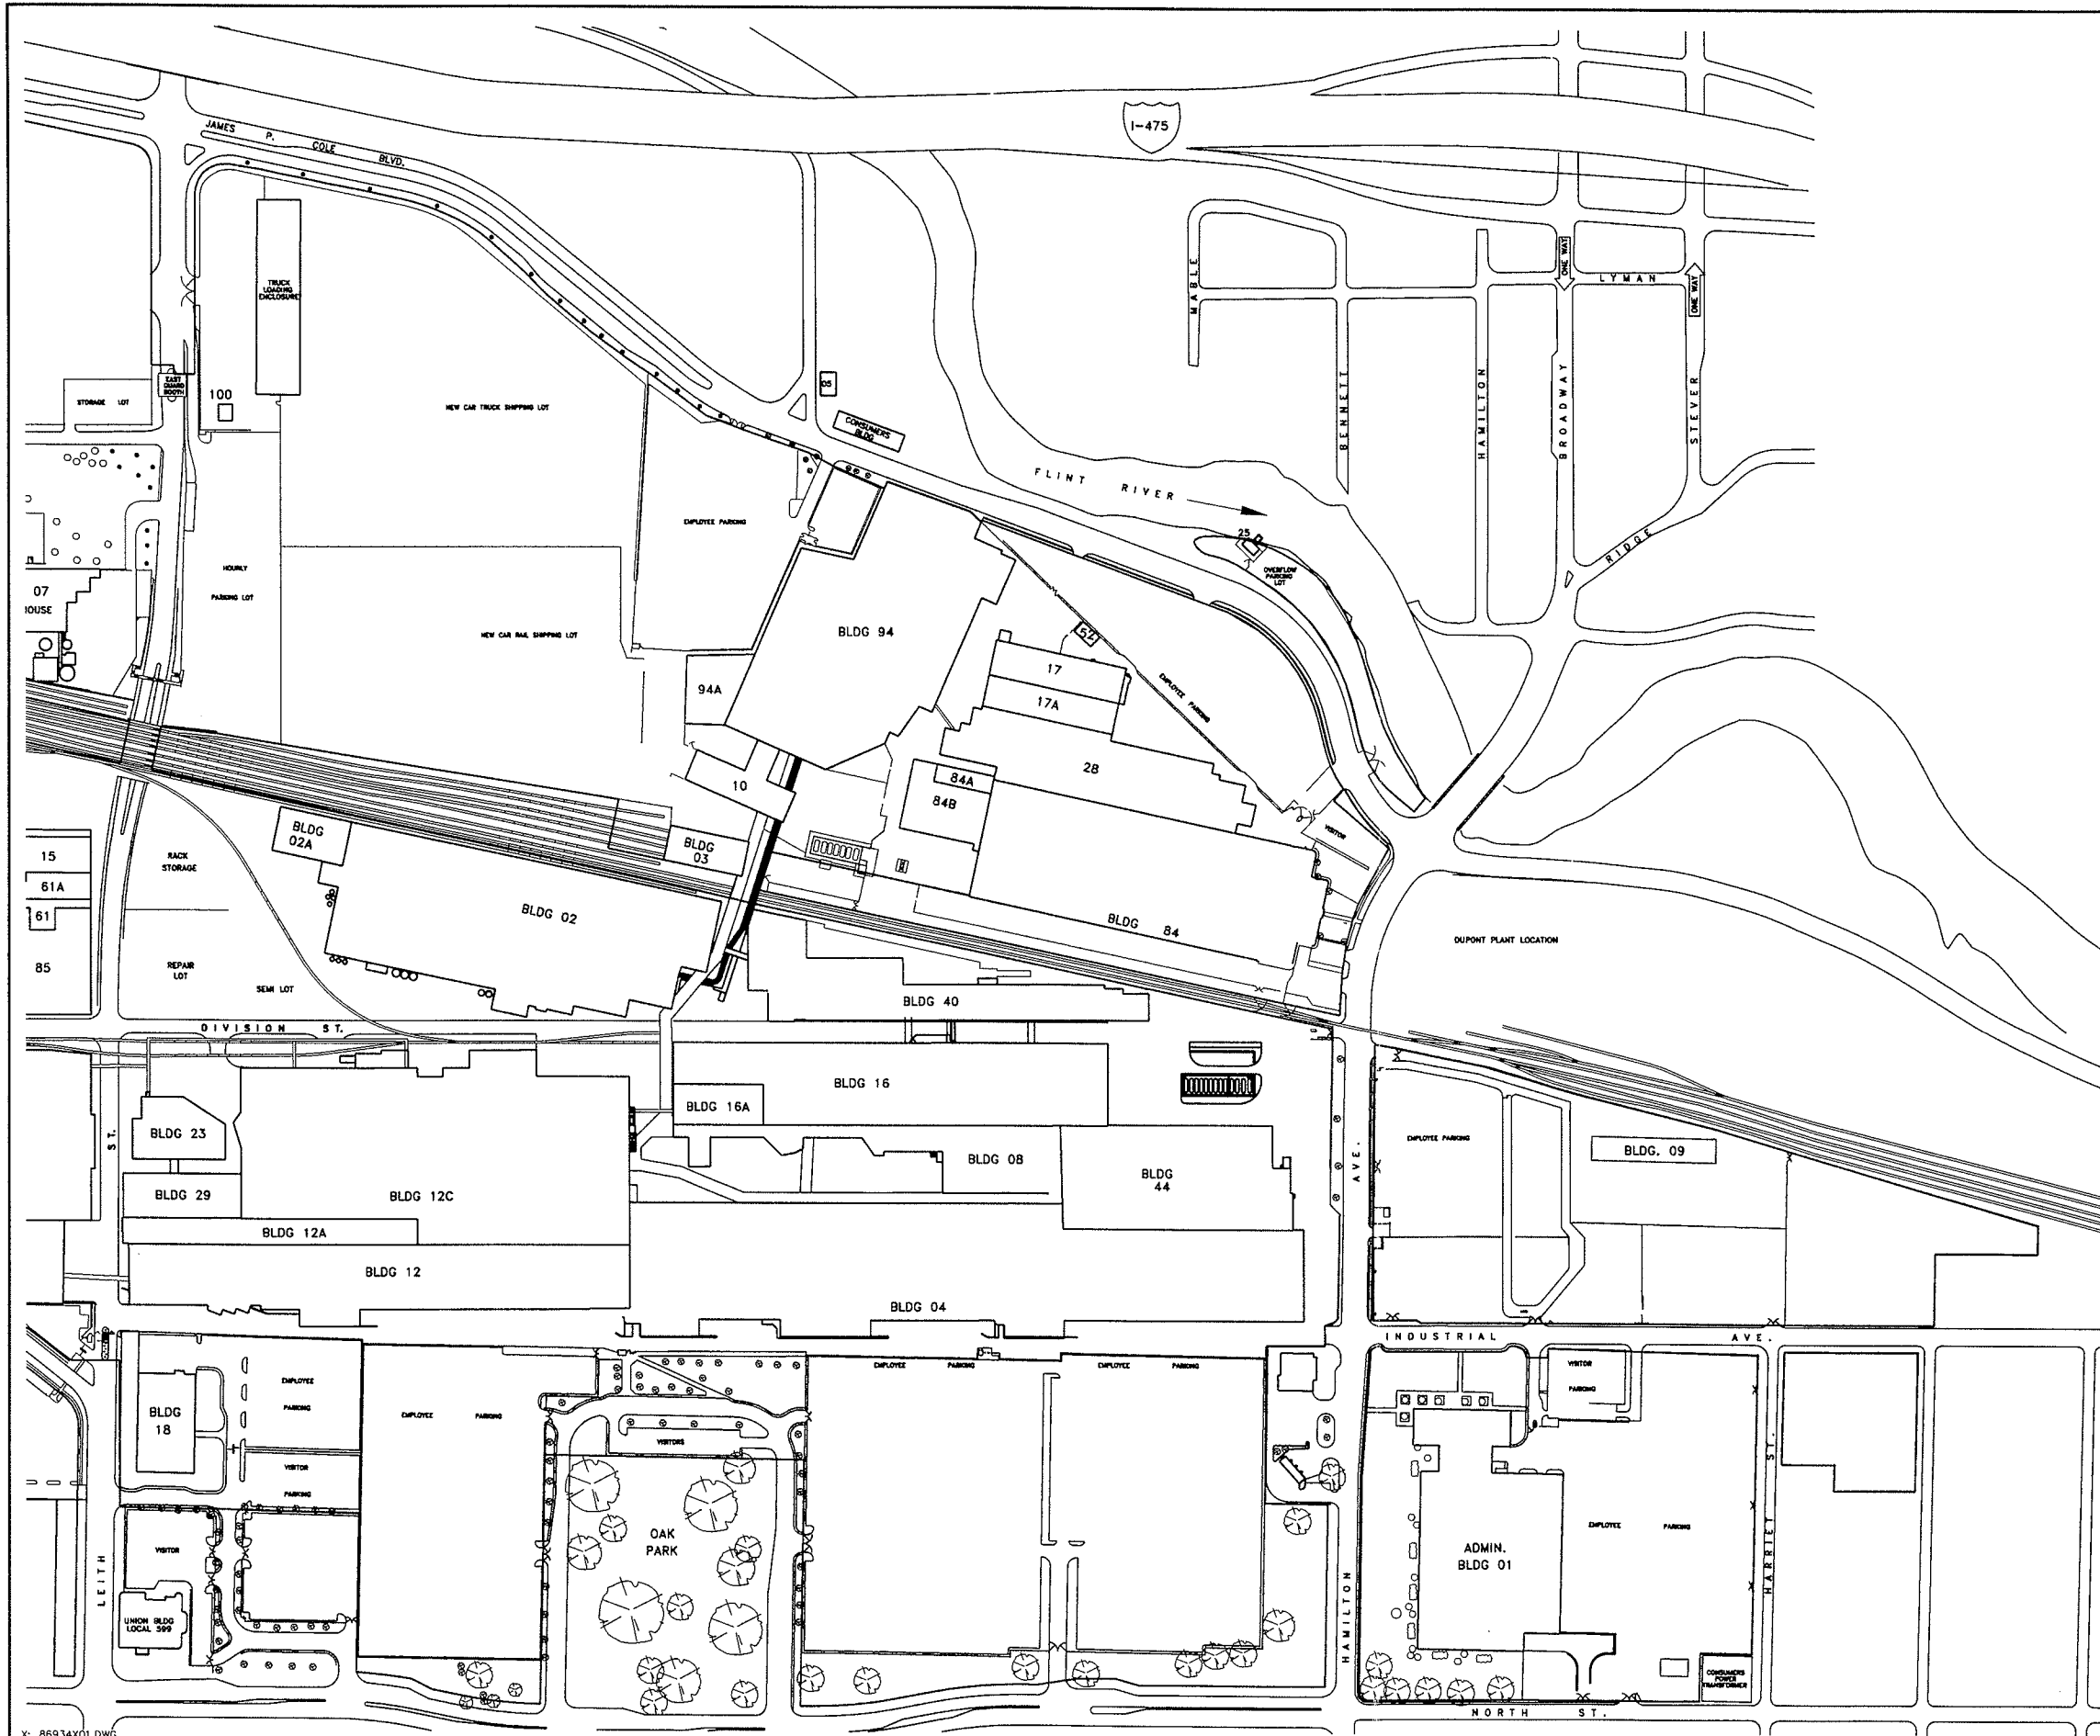 I-475
JAMES P. COLE BLVD.
TRUCK
LOADING
ENCLOSURE
MABLE
ONE WAY
LYMAN
ONE WAY
EAST
GUARD
BOOTH
100
STORAGE LOT
NEW CAR TRUCK SHIPPING LOT
05
CONSUMERS
BLDG
BENNETT
HAMILTON
BROADWAY
STEVER
FLINT RIVER
EMPLOYEE PARKING
25
OVERFLOW
PARKING
LOT
RIDGE
HOURLY
PARKING LOT
07
HOUSE
NEW CAR RAIL SHIPPING LOT
BLDG 94
52
17
17A
94A
EMPLOYEE PARKING
10
84A
84B
28
VISITOR
BLDG
02A
BLDG
03
15
61A
61
85
RACK
STORAGE
BLDG 02
BLDG 84
DUPONT PLANT LOCATION
REPAIR
LOT
SEMI LOT
BLDG 40
DIVISION ST.
BLDG 16
BLDG 16A
BLDG 23
ST.
AVE.
EMPLOYEE PARKING
BLDG. 09
BLDG 08
BLDG
44
BLDG 29
BLDG 12C
BLDG 12A
BLDG 12
BLDG 04
INDUSTRIAL AVE.
EMPLOYEE PARKING
EMPLOYEE PARKING
VISITOR
PARKING
EMPLOYEE
PARKING
BLDG
18
EMPLOYEE PARKING
VISITORS
VISITOR
PARKING
OAK
PARK
VISITOR
ADMIN.
BLDG 01
EMPLOYEE PARKING
HARRIET ST.
LEITH
UNION BLDG
LOCAL 599
HAMILTON
CONSUMERS
POWER
TRANSFORMER
NORTH ST.
X: 86934X01.DWG